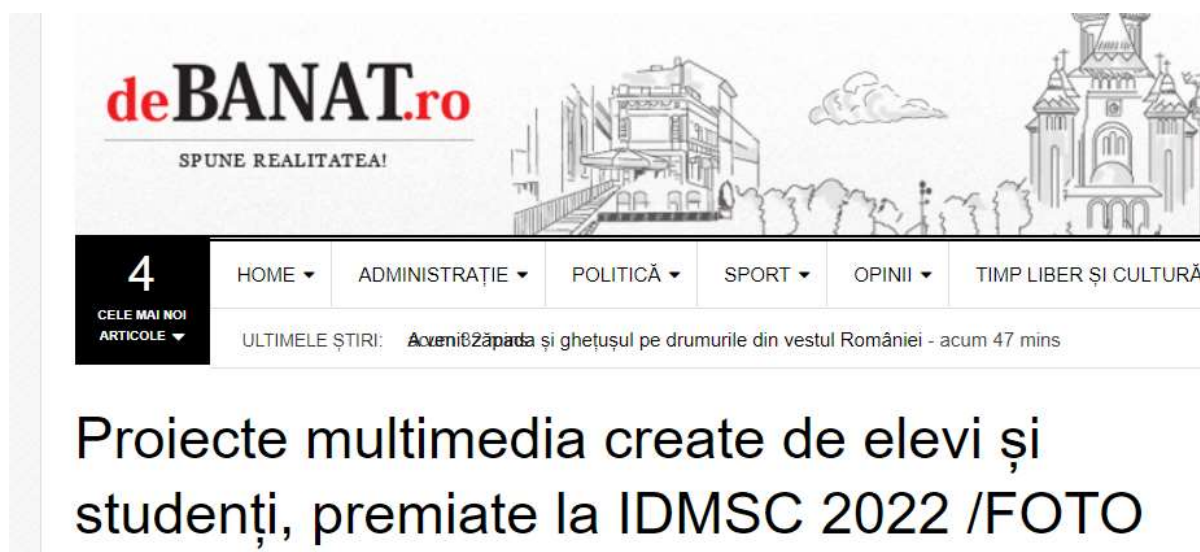 deBANAT.ro
SPUNE REALITATEA!
4
CELE MAI NOI
ARTICOLE
HOME
ADMINISTRAȚIE
POLITICĂ
SPORT
OPINII
TIMP LIBER ȘI CULTURĂ
ULTIMELE ȘTIRI: A venit zăpada și ghețușul pe drumurile din vestul României - acum 47 mins
Proiecte multimedia create de elevi și
studenți, premiate la IDMSC 2022 /FOTO